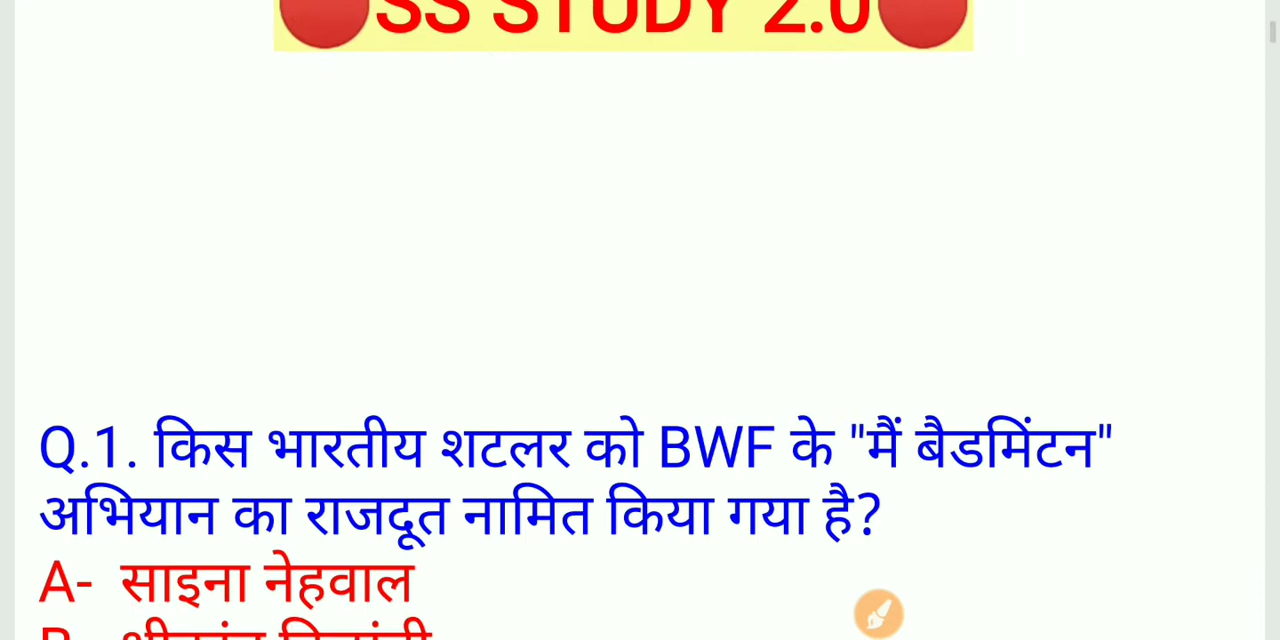 🔴SS STUDY 2.0🔴
Q.1. किस भारतीय शटलर को BWF के "मैं बैडमिंटन"
अभियान का राजदूत नामित किया गया है?
A- साइना नेहवाल